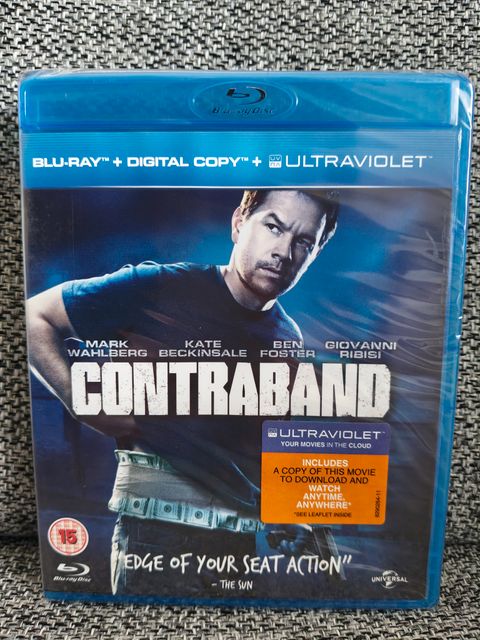 Blu-ray Disc
BLU-RAY™ + DIGITAL COPY™ + UV ULTRAVIOLET™
MARK WAHLBERG
KATE BECKINSALE
BEN FOSTER
GIOVANNI RIBISI
CONTRABAND
ULTRAVIOLET™
YOUR MOVIES IN THE CLOUD
INCLUDES
A COPY OF THIS MOVIE
TO DOWNLOAD AND
WATCH
ANYTIME,
ANYWHERE*
*SEE LEAFLET INSIDE
15
"EDGE OF YOUR SEAT ACTION"
- THE SUN
Blu-ray Disc
UNIVERSAL